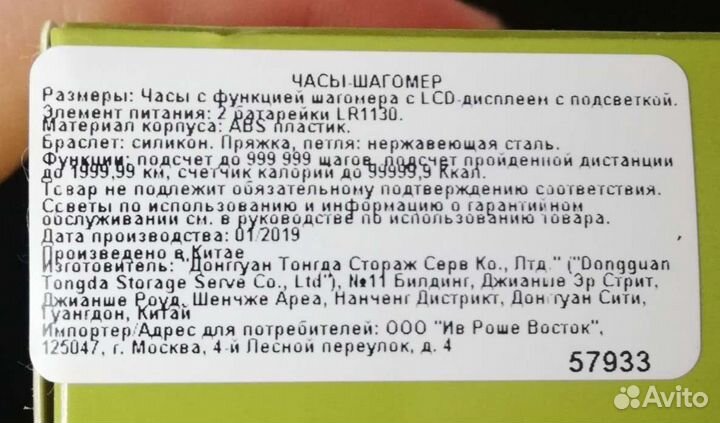 ЧАСЫ-ШАГОМЕР
Размеры: Часы с функцией шагомера с LCD-дисплеем с подсветкой.
Элемент питания: 2 батарейки LR1130.
Материал корпуса: ABS пластик.
Браслет: силикон. Пряжка, петля: нержавеющая сталь.
Функции: подсчет до 999 999 шагов, подсчет пройденной дистанции
до 1999,99 км, счетчик калорий до 99999,9 Ккал.
Товар не подлежит обязательному подтверждению соответствия.
Советы по использованию и информацию о гарантийном
обслуживании см. в руководстве по использованию товара.
Дата производства: 01/2019
Произведено в Китае
Изготовитель: "Донггуан Тонгда Стораж Серв Ко., Лтд." ("Dongguan
Tongda Storage Serve Co., Ltd"), №11 Билдинг, Джианые Эр Стрит,
Джианше Роуд, Шенчже Ареа, Нанченг Дистрикт, Донггуан Сити,
Гуангдон, Китай
Импортер/Адрес для потребителей: ООО "Ив Роше Восток",
125047, г. Москва, 4-й Лесной переулок, д. 4
57933
Avito